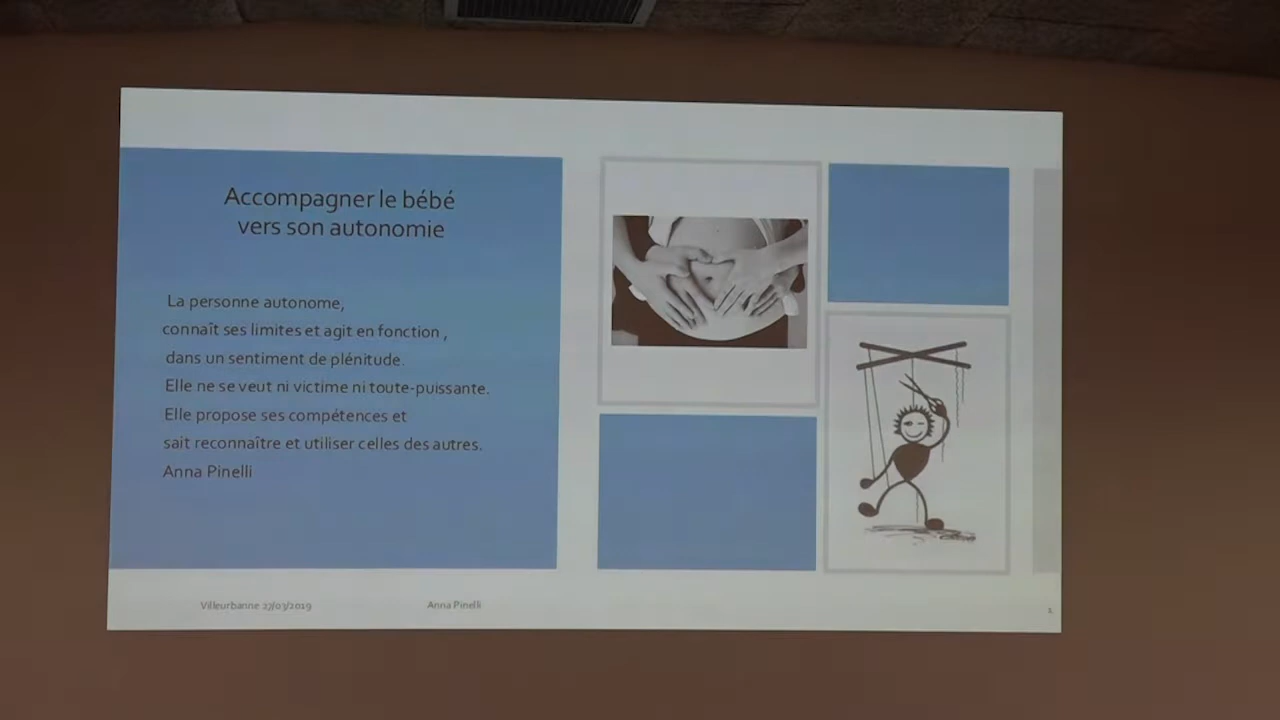 Accompagner le bébé
vers son autonomie
La personne autonome,
connaît ses limites et agit en fonction ,
dans un sentiment de plénitude.
Elle ne se veut ni victime ni toute-puissante.
Elle propose ses compétences et
sait reconnaître et utiliser celles des autres.
Anna Pinelli
Villeurbanne 27/03/2019
Anna Pinelli